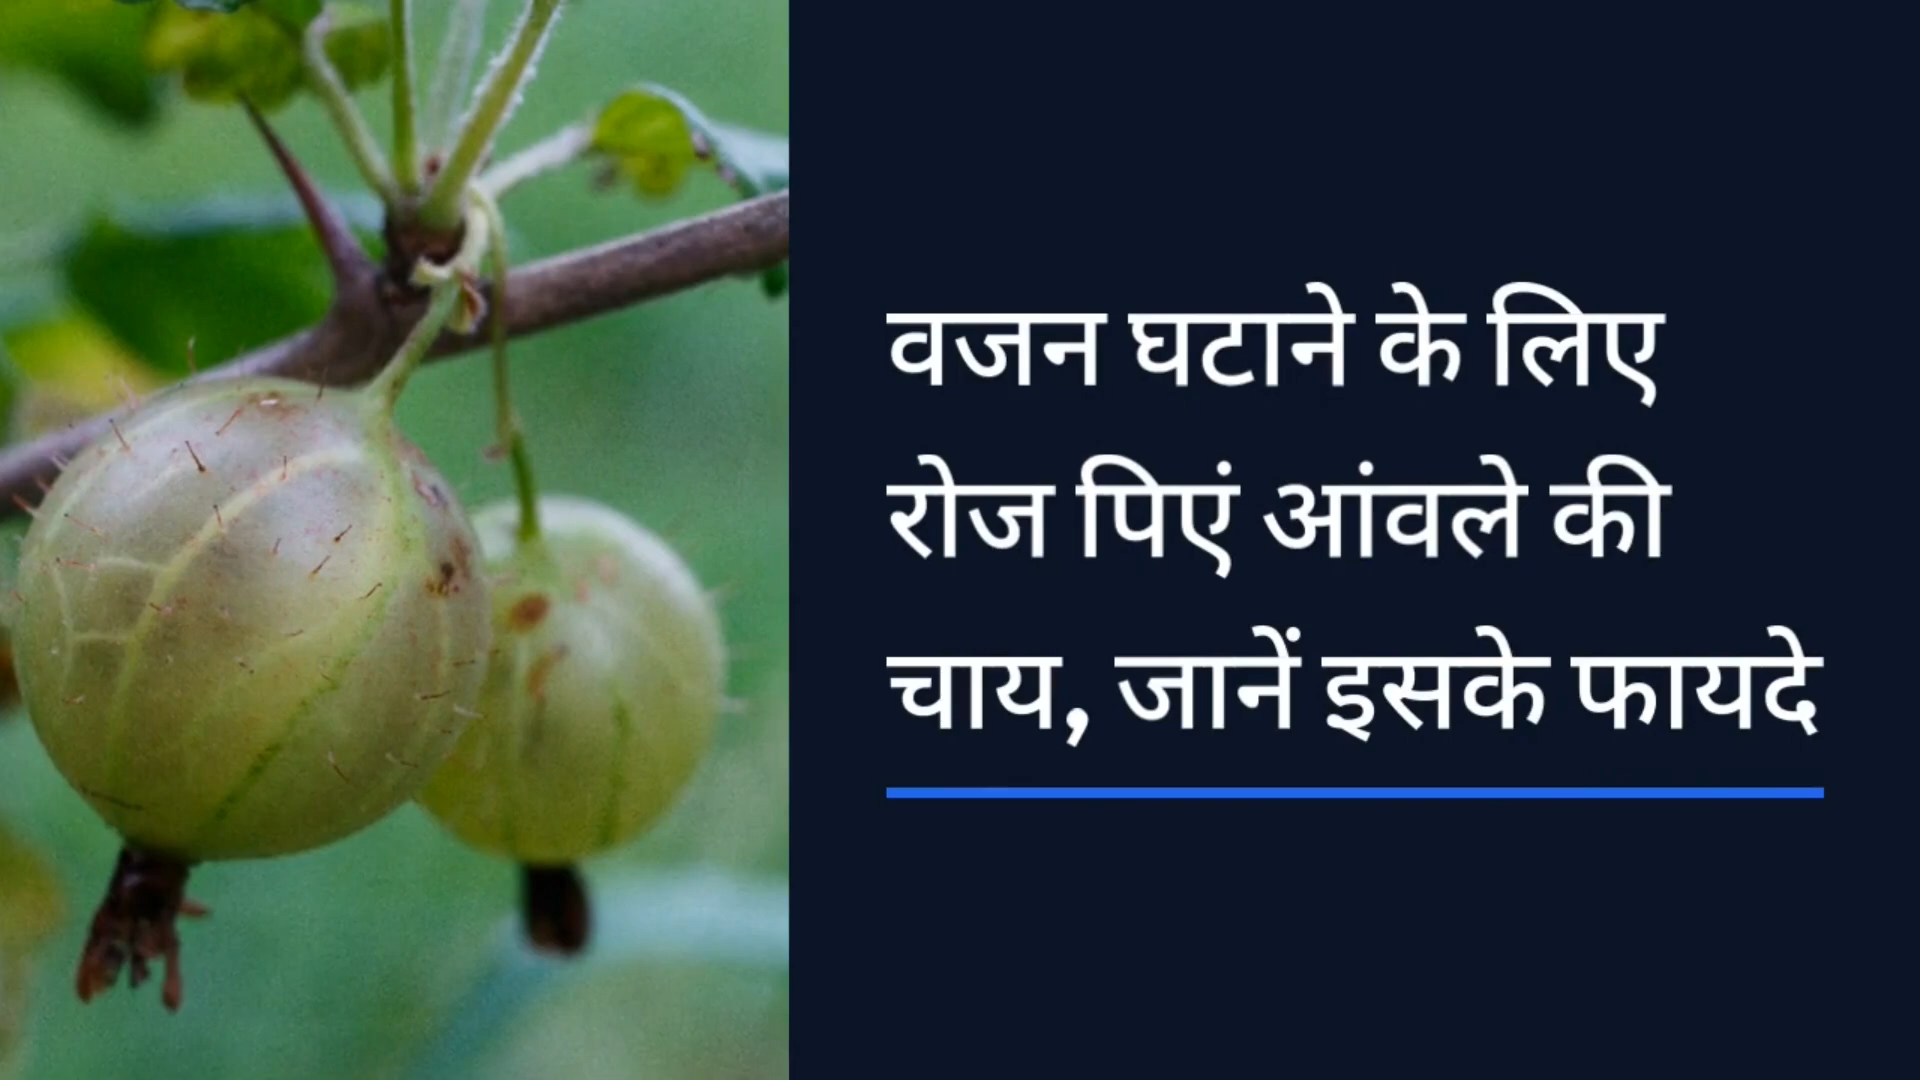 वजन घटाने के लिए
रोज पिएं आंवले की
चाय, जानें इसके फायदे